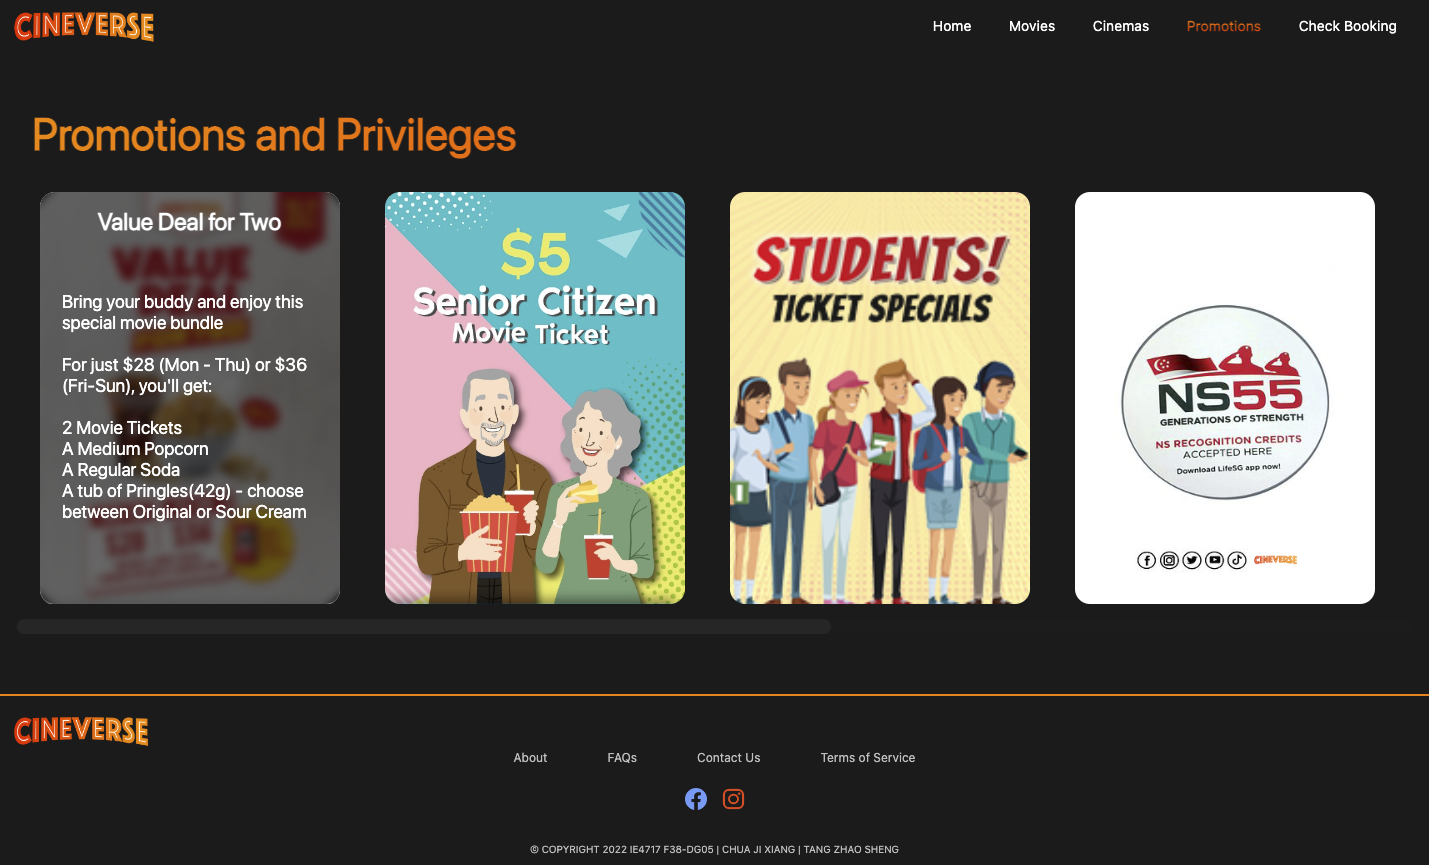 CINEVERSE
Home
Movies
Cinemas
Promotions
Check Booking
Promotions and Privileges
Value Deal for Two
Bring your buddy and enjoy this
special movie bundle
For just $28 (Mon - Thu) or $36
(Fri-Sun), you'll get:
2 Movie Tickets
A Medium Popcorn
A Regular Soda
A tub of Pringles(42g) - choose
between Original or Sour Cream
$5
Senior Citizen
Movie Ticket
STUDENTS!
TICKET SPECIALS
NS55
GENERATIONS OF STRENGTH
NS RECOGNITION CREDITS
ACCEPTED HERE
Download LifeSG app now!
CINEVERSE
CINEVERSE
About
FAQs
Contact Us
Terms of Service
© COPYRIGHT 2022 IE4717 F38-DG05 | CHUA JI XIANG | TANG ZHAO SHENG